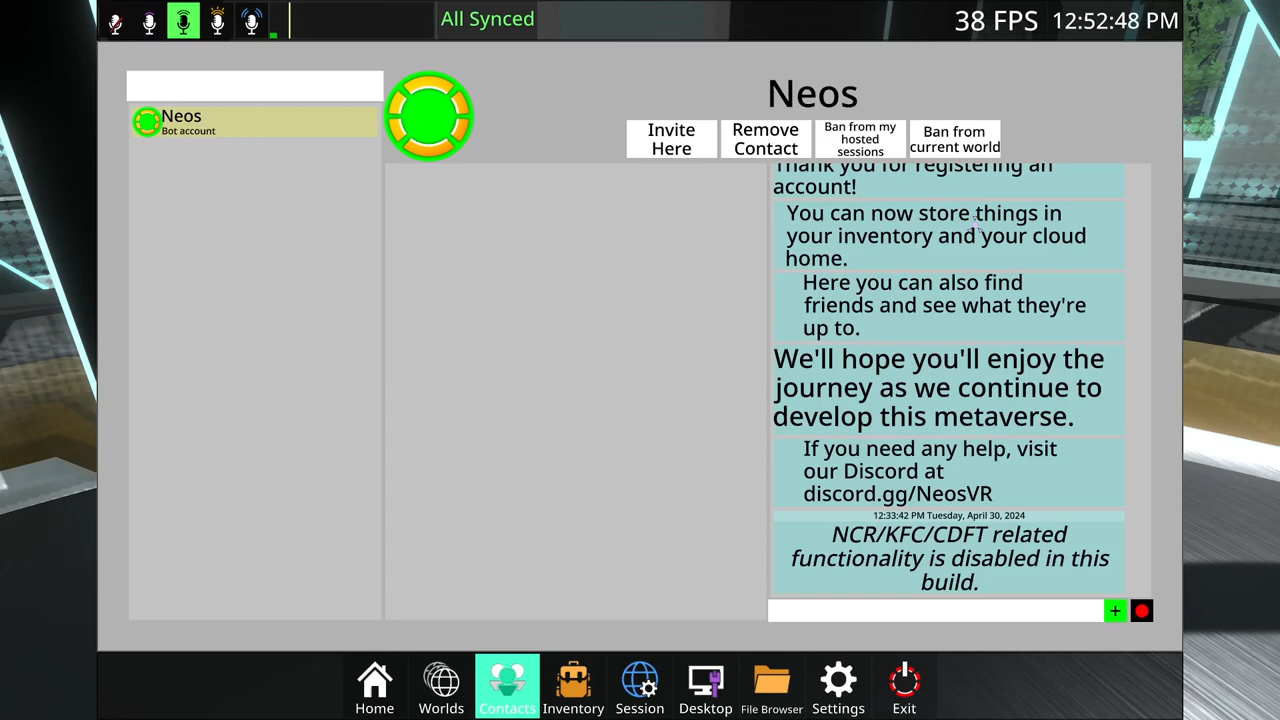 All Synced
38 FPS
12:52:48 PM
Neos
Bot account
Neos
Invite
Here
Remove
Contact
Ban from my
hosted
sessions
Ban from
current world
Thank you for registering an
account!
You can now store things in
your inventory and your cloud
home.
Here you can also find
friends and see what they're
up to.
We'll hope you'll enjoy the
journey as we continue to
develop this metaverse.
If you need any help, visit
our Discord at
discord.gg/NeosVR
12:33:42 PM Tuesday, April 30, 2024
NCR/KFC/CDFT related
functionality is disabled in this
build.
+
Home
Worlds
Contacts
Inventory
Session
Desktop
File Browser
Settings
Exit